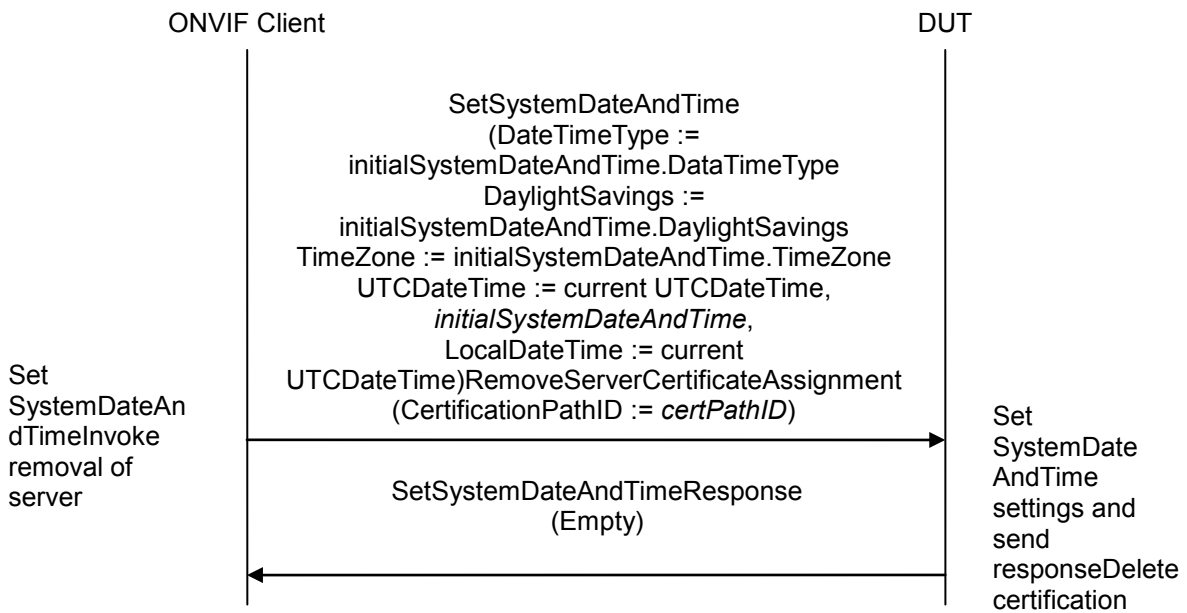 ONVIF Client
DUT
SetSystemDateAndTime
(DateTimeType :=
initialSystemDateAndTime.DataTimeType
DaylightSavings :=
initialSystemDateAndTime.DaylightSavings
TimeZone := initialSystemDateAndTime.TimeZone
UTCDateTime := current UTCDateTime,
initialSystemDateAndTime,
LocalDateTime := current
UTCDateTime)RemoveServerCertificateAssignment
(CertificationPathID := certPathID)
Set
SystemDateAn
dTimeInvoke
removal of
server
SetSystemDateAndTimeResponse
(Empty)
Set
SystemDate
AndTime
settings and
send
responseDelete
certification